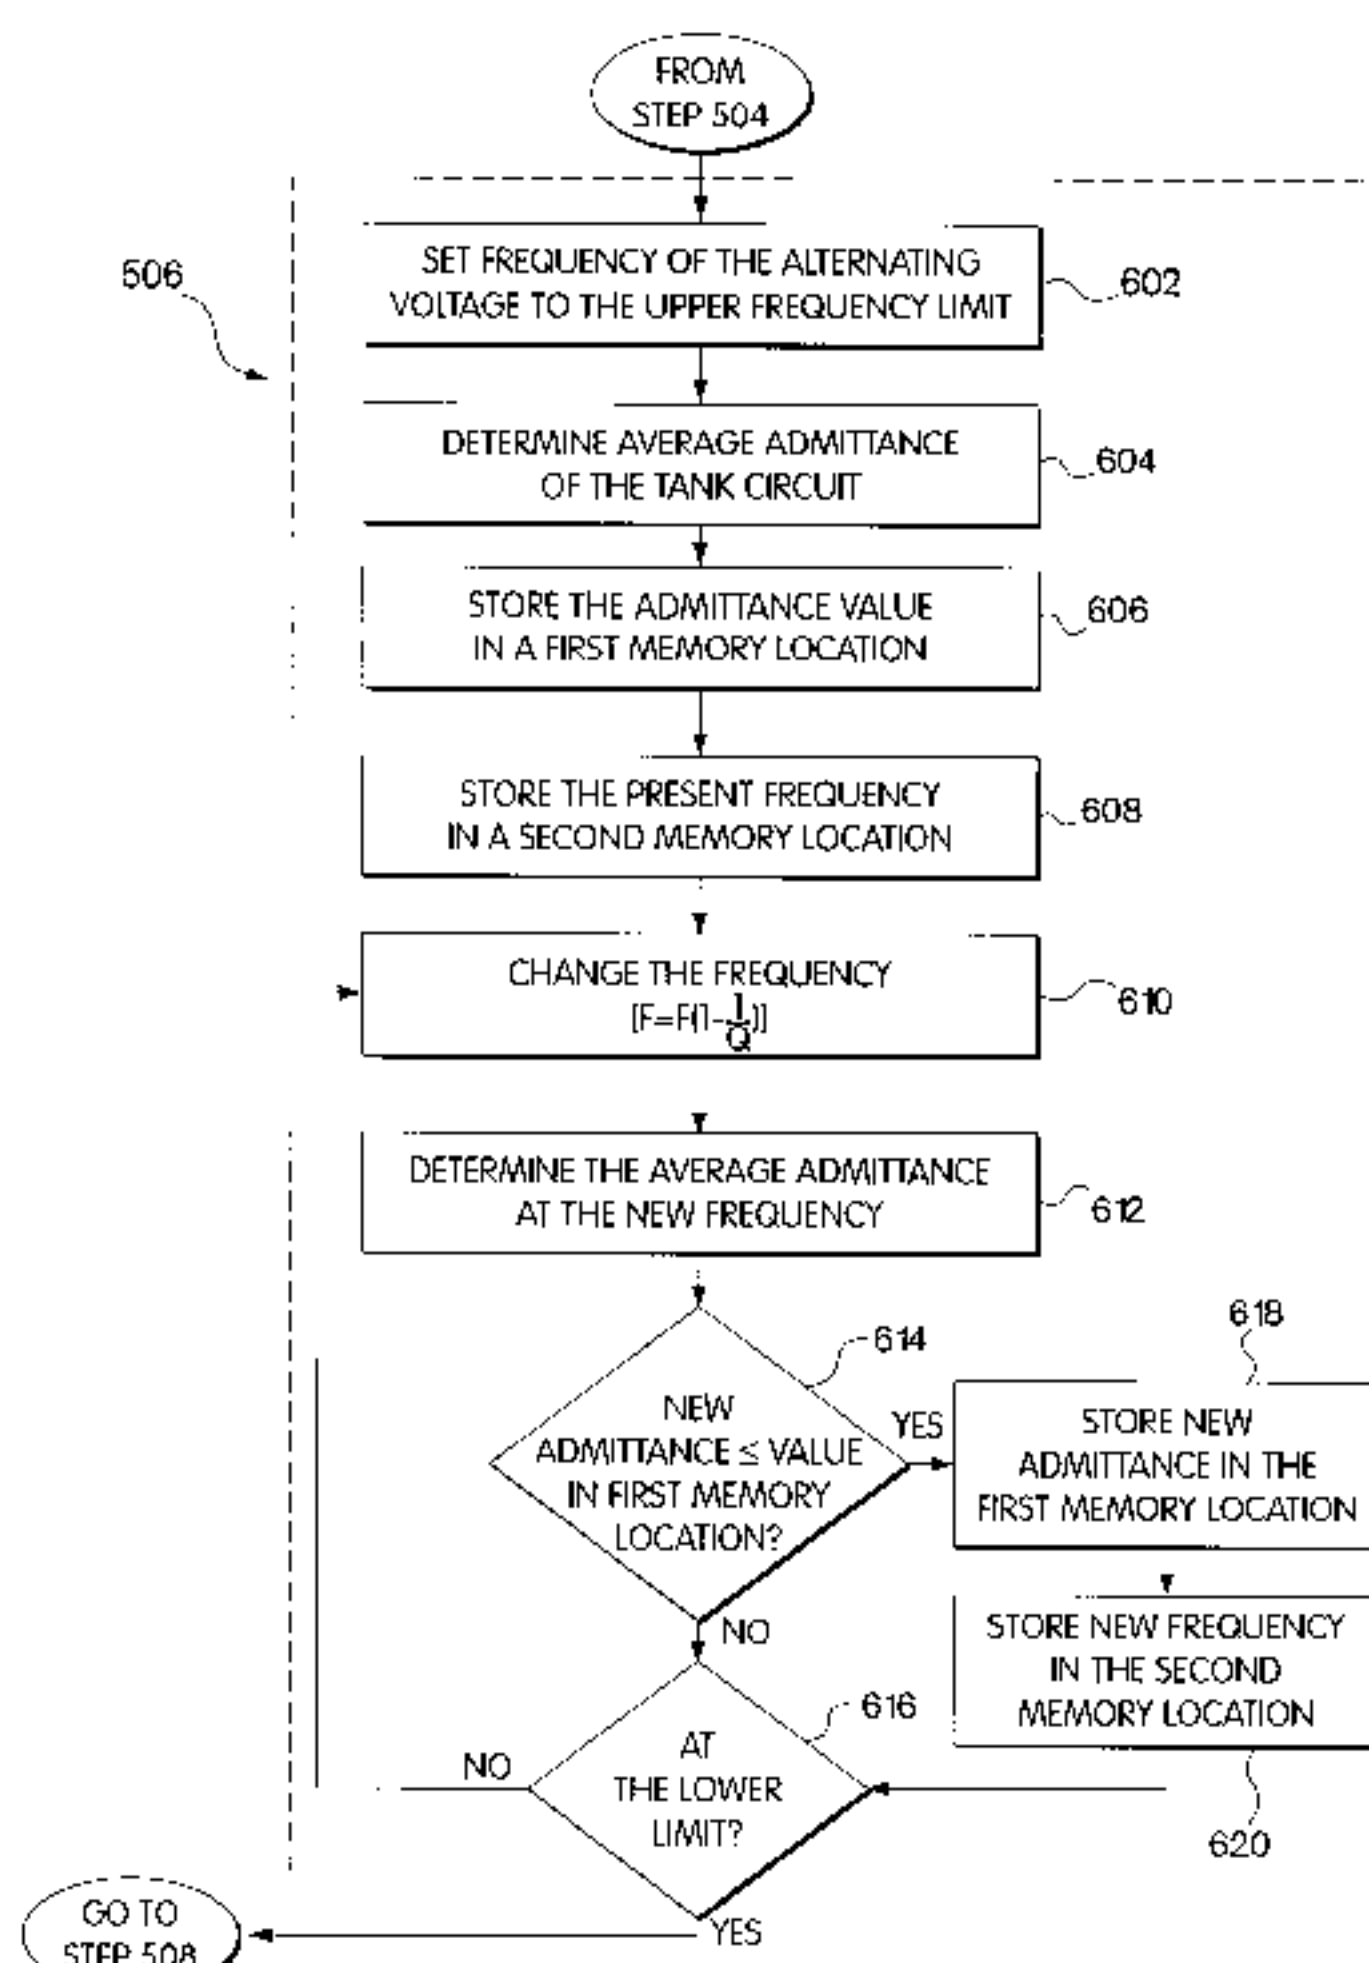 FROM
STEP 504
506
SET FREQUENCY OF THE ALTERNATING
VOLTAGE TO THE UPPER FREQUENCY LIMIT
602
DETERMINE AVERAGE ADMITTANCE
OF THE TANK CIRCUIT
604
STORE THE ADMITTANCE VALUE
IN A FIRST MEMORY LOCATION
606
STORE THE PRESENT FREQUENCY
IN A SECOND MEMORY LOCATION
608
CHANGE THE FREQUENCY
[F=F(1-1/Q)]
610
DETERMINE THE AVERAGE ADMITTANCE
AT THE NEW FREQUENCY
612
614
NEW
ADMITTANCE ≤ VALUE
IN FIRST MEMORY
LOCATION?
YES
NO
618
STORE NEW
ADMITTANCE IN THE
FIRST MEMORY LOCATION
STORE NEW FREQUENCY
IN THE SECOND
MEMORY LOCATION
620
616
AT
THE LOWER
LIMIT?
NO
YES
GO TO
STEP 508